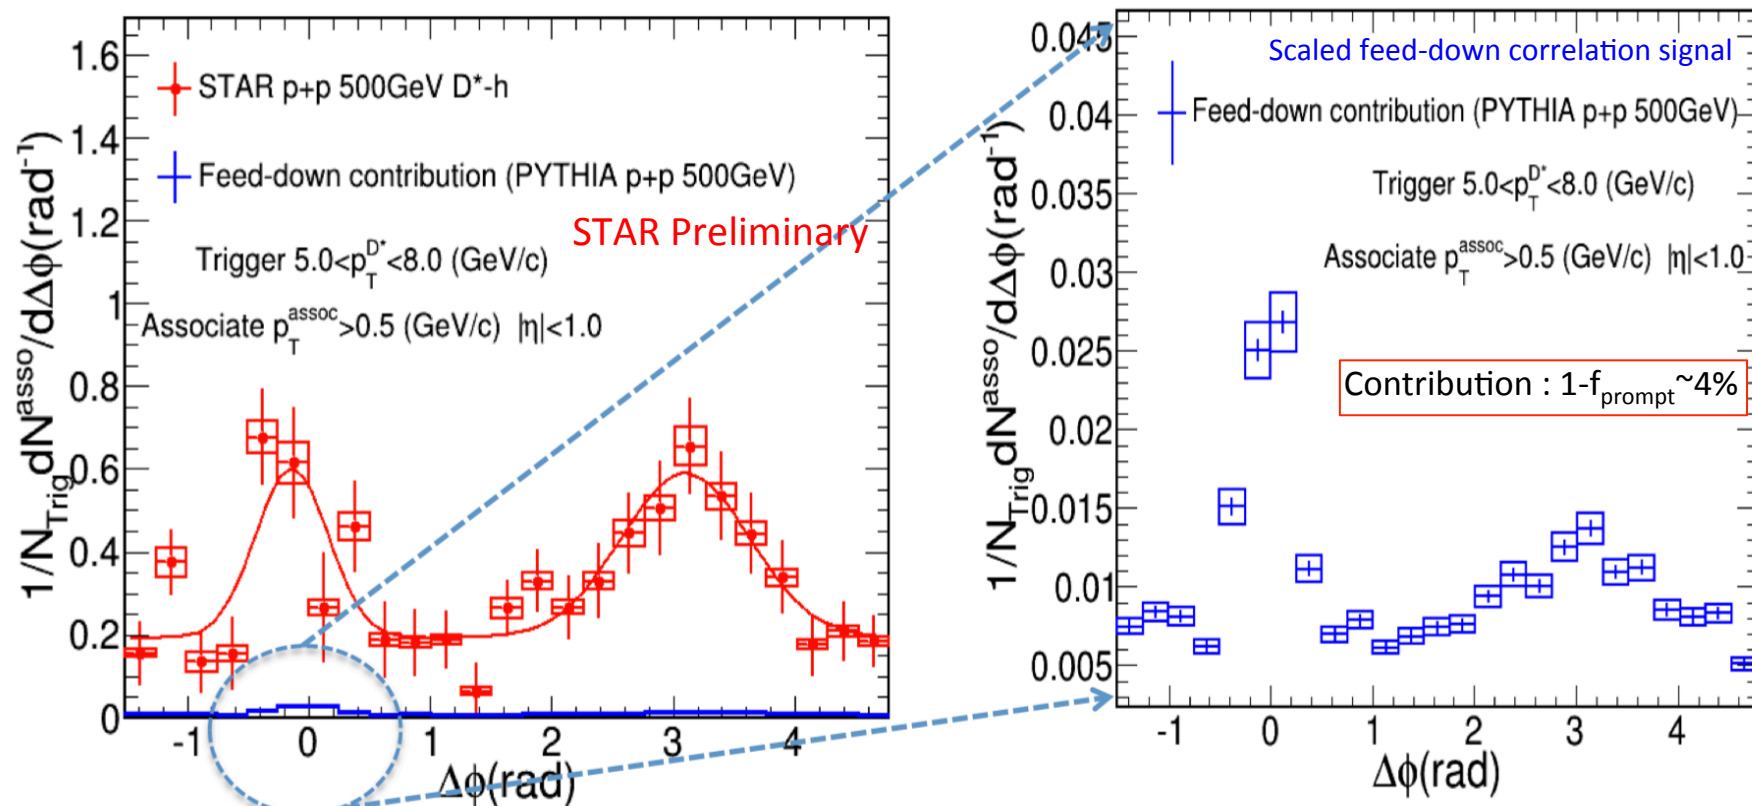 1.6
1.4
1.2
1
0.8
0.6
0.4
0.2
0
1/N_Trig dN^asso/dΔϕ(rad^-1)
STAR p+p 500GeV D*-h
Feed-down contribution (PYTHIA p+p 500GeV)
STAR Preliminary
Trigger 5.0<p_T^D*<8.0 (GeV/c)
Associate p_T^assoc>0.5 (GeV/c) |η|<1.0
-1 0 1 2 3 4
Δϕ(rad)
0.045
0.04
0.035
0.03
0.025
0.02
0.015
0.01
0.005
1/N_Trig dN^asso/dΔϕ(rad^-1)
Scaled feed-down correlation signal
Feed-down contribution (PYTHIA p+p 500GeV)
Trigger 5.0<p_T^D*<8.0 (GeV/c)
Associate p_T^assoc>0.5 (GeV/c) |η|<1.0
Contribution : 1-f_prompt~4%
-1 0 1 2 3 4
Δϕ(rad)